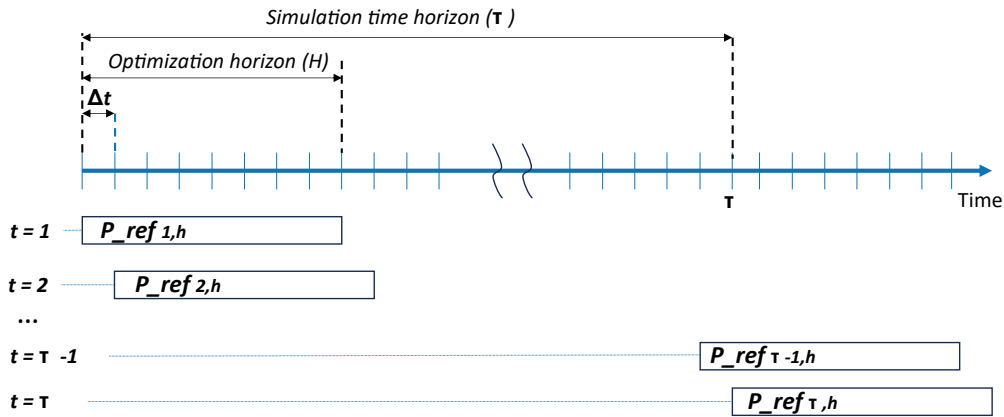 Simulation time horizon (τ)
Optimization horizon (H)
Δt
τ
Time
t = 1
P_ref 1,h
t = 2
P_ref 2,h
...
t = τ -1
P_ref τ -1,h
t = τ
P_ref τ ,h